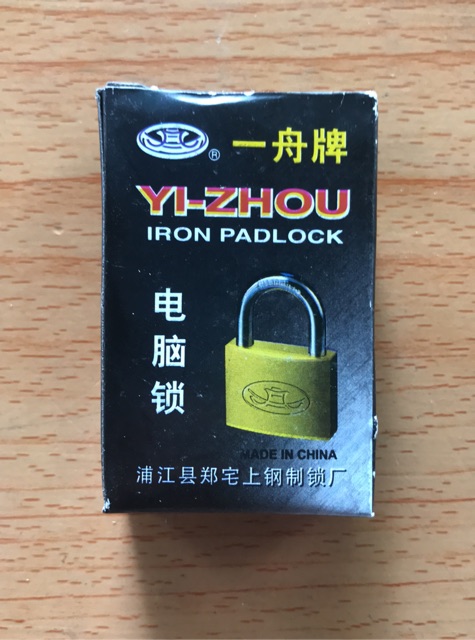 ®
一舟牌
YI-ZHOU
IRON PADLOCK
电脑锁
MADE IN CHINA
浦江县郑宅上钢制锁厂